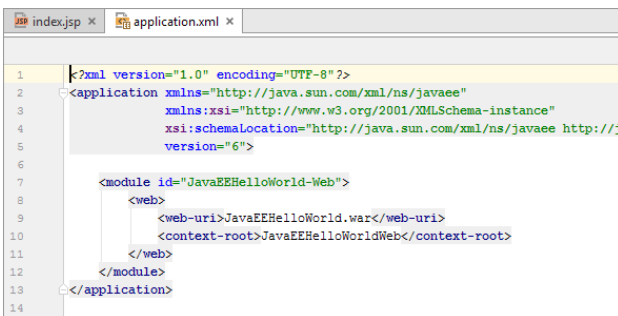 index.jsp × application.xml ×
1 <?xml version="1.0" encoding="UTF-8"?>
2 <application xmlns="http://java.sun.com/xml/ns/javaee"
3 xmlns:xsi="http://www.w3.org/2001/XMLSchema-instance"
4 xsi:schemaLocation="http://java.sun.com/xml/ns/javaee http://j
5 version="6">
6
7 <module id="JavaEEHelloWorld-Web">
8 <web>
9 <web-uri>JavaEEHelloWorld.war</web-uri>
10 <context-root>JavaEEHelloWorldWeb</context-root>
11 </web>
12 </module>
13 </application>
14